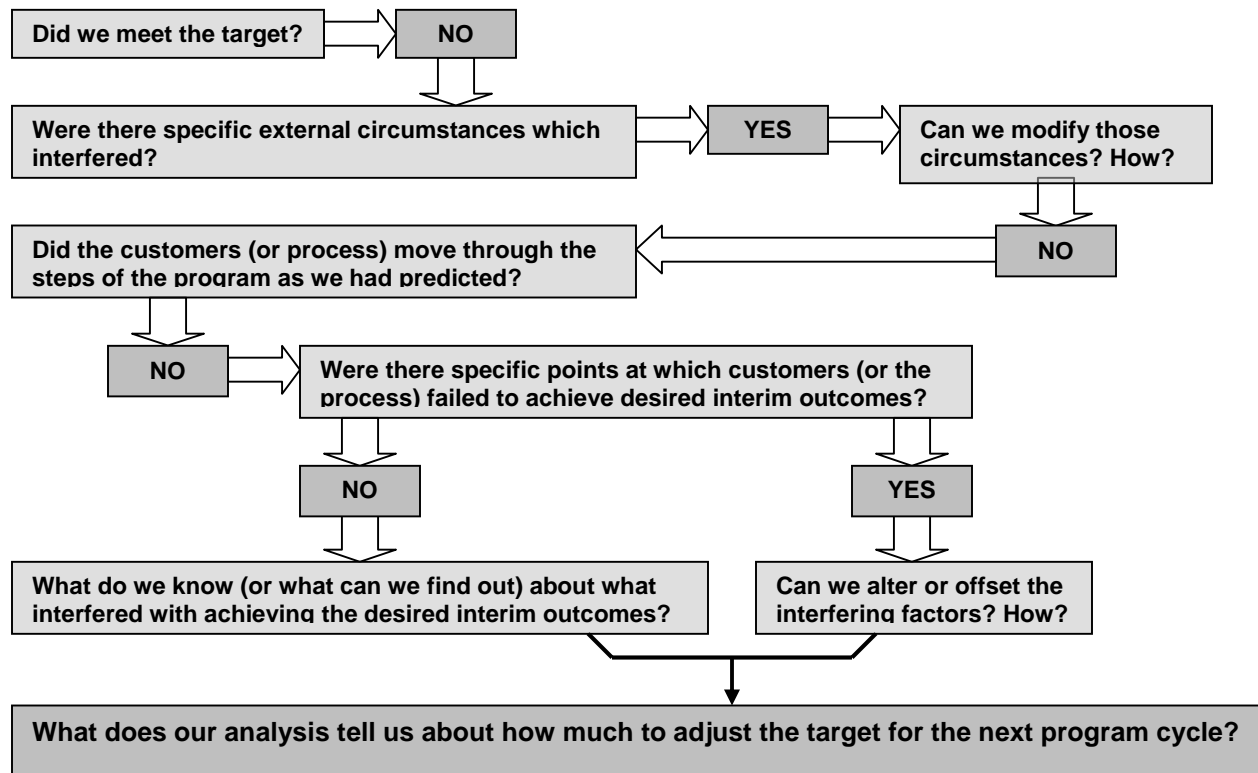 Did we meet the target?
NO
Were there specific external circumstances which
interfered?
YES
Can we modify those
circumstances? How?
Did the customers (or process) move through the
steps of the program as we had predicted?
NO
NO
Were there specific points at which customers (or the
process) failed to achieve desired interim outcomes?
NO
YES
What do we know (or what can we find out) about what
interfered with achieving the desired interim outcomes?
Can we alter or offset the
interfering factors? How?
What does our analysis tell us about how much to adjust the target for the next program cycle?